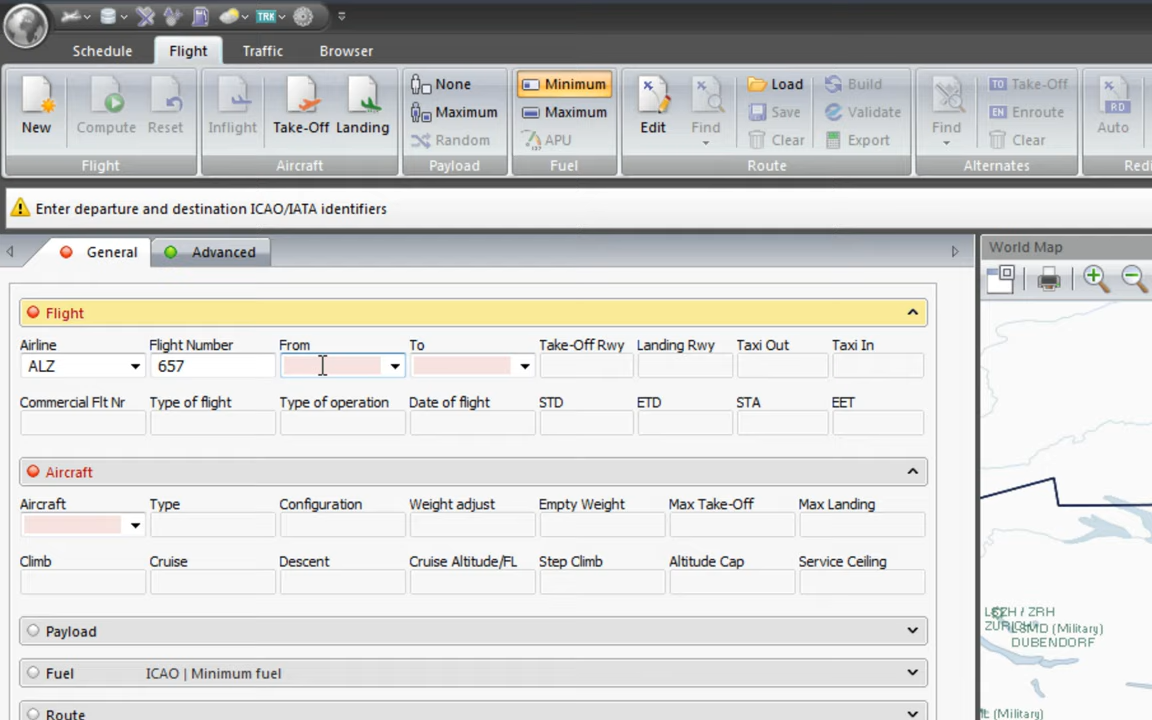 TRK
Schedule Flight Traffic Browser
New Compute Reset Inflight Take-Off Landing
None
Maximum
Random
Minimum
Maximum
APU
Edit Find
Load
Save
Clear
Build
Validate
Export
Find
TO Take-Off
EN Enroute
Clear
RD
Auto
Flight Aircraft Payload Fuel Route Alternates Redi
Enter departure and destination ICAO/IATA identifiers
General Advanced
World Map
Flight
Airline Flight Number From To Take-Off Rwy Landing Rwy Taxi Out Taxi In
ALZ 657
Commercial Flt Nr Type of flight Type of operation Date of flight STD ETD STA EET
Aircraft
Aircraft Type Configuration Weight adjust Empty Weight Max Take-Off Max Landing
Climb Cruise Descent Cruise Altitude/FL Step Climb Altitude Cap Service Ceiling
Payload
Fuel ICAO | Minimum fuel
Route
/ ZRH
(Military)
DUBENDORF
(Military)